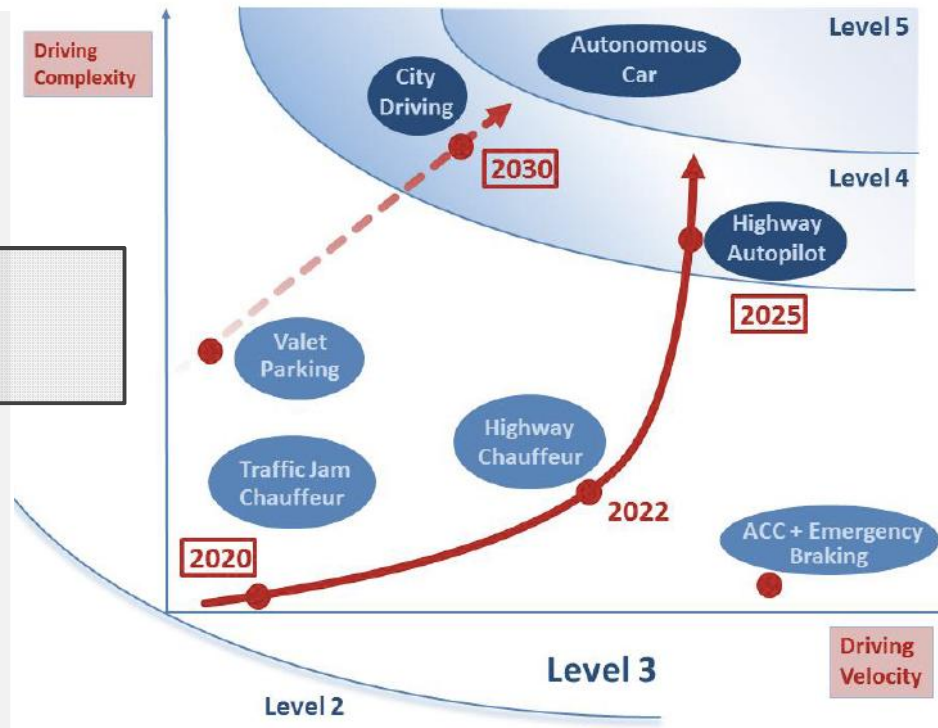 Driving
Complexity
Level 5
Autonomous
Car
City
Driving
2030
Level 4
Highway
Autopilot
2025
Valet
Parking
Highway
Chauffeur
Traffic Jam
Chauffeur
2022
ACC + Emergency
Braking
2020
Driving
Velocity
Level 3
Level 2